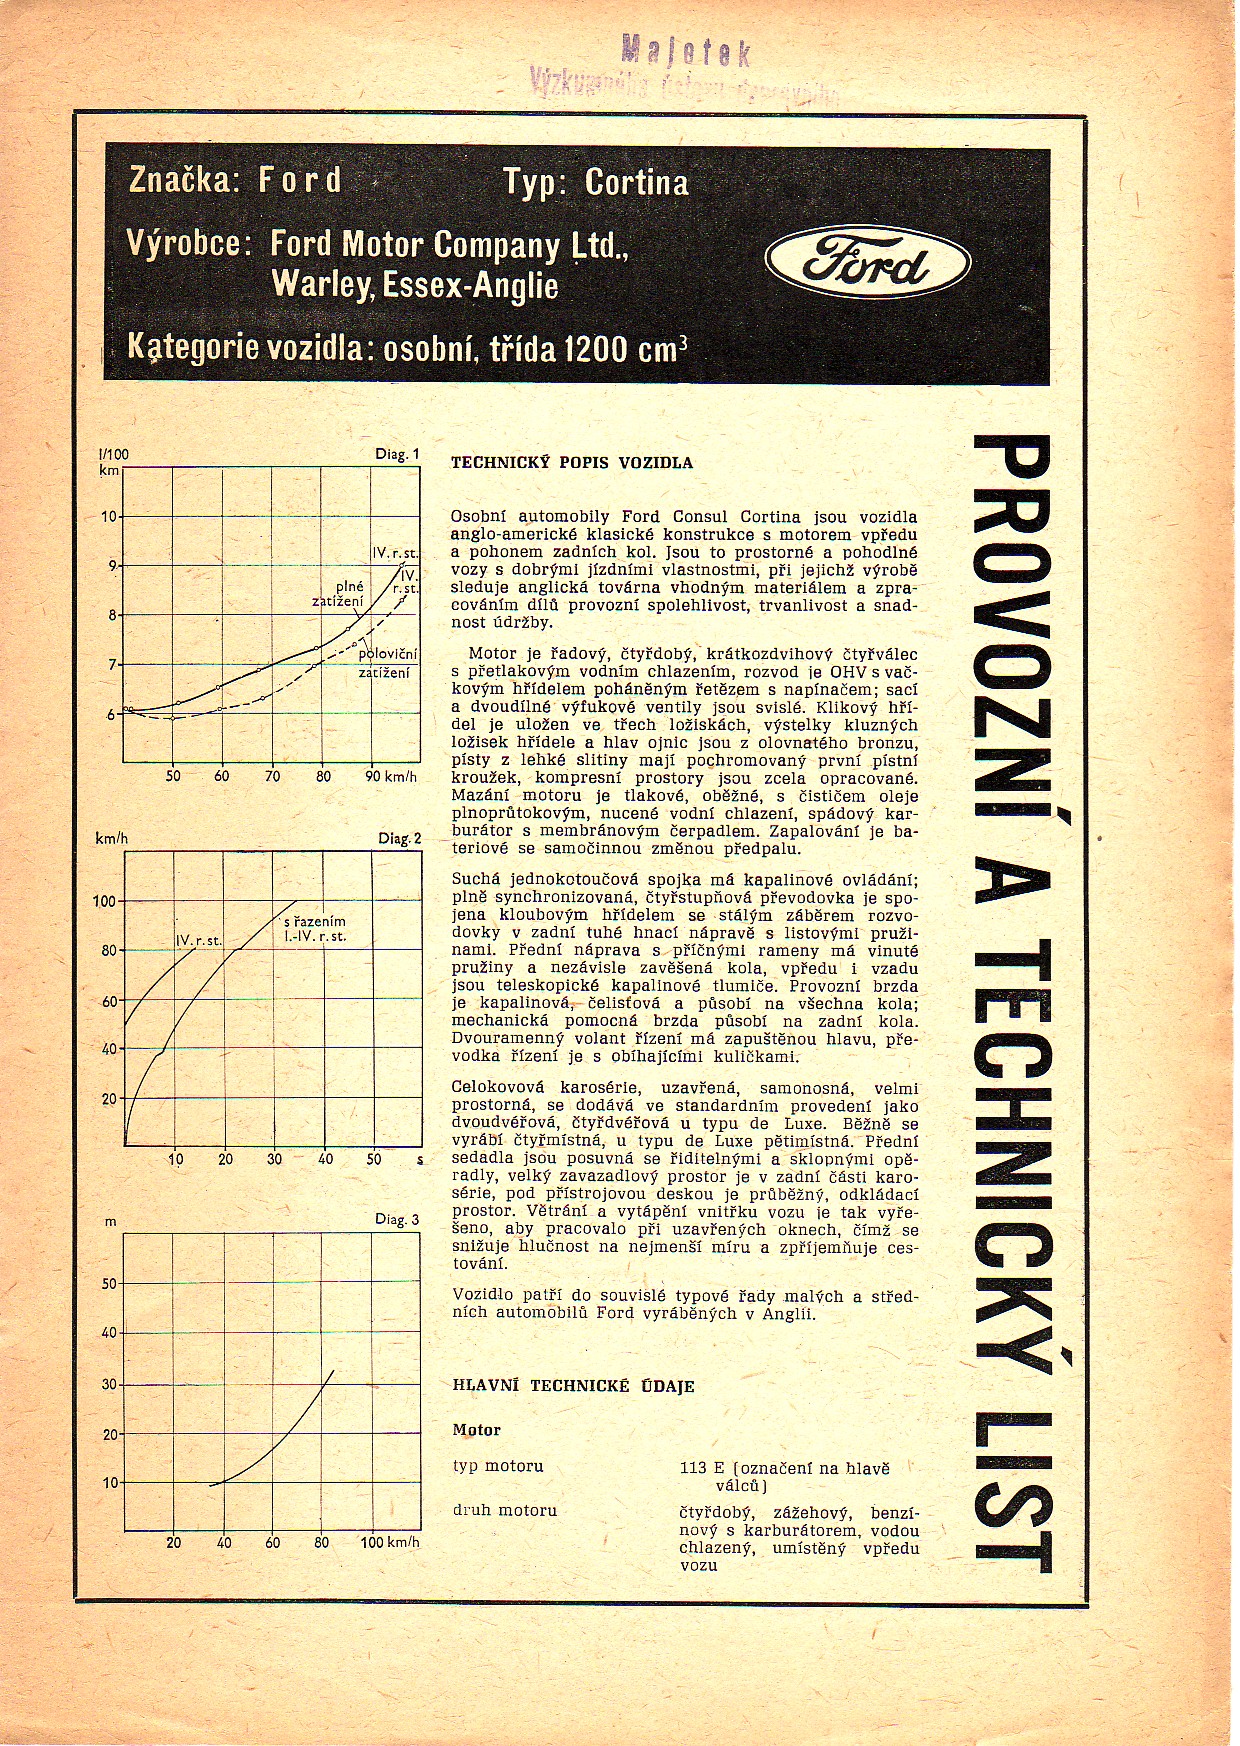 Majetek
Výzkumného ústavu
Značka: Ford Typ: Cortina
Výrobce: Ford Motor Company Ltd.,
Warley, Essex-Anglie
Ford
Kategorie vozidla: osobní, třída 1200 cm³
PROVOZNÍ A TECHNICKÝ LIST
l/100
km
Diag. 1
10
9
8
7
6
IV. r. st.
IV.
r. st.
plné
zatížení
poloviční
zatížení
50 60 70 80 90 km/h
km/h
Diag. 2
100
80
60
40
20
IV. r. st.
s řazením
I.-IV. r. st.
10 20 30 40 50 s
m
Diag. 3
50
40
30
20
10
20 40 60 80 100 km/h
TECHNICKÝ POPIS VOZIDLA
Osobní automobily Ford Consul Cortina jsou vozidla
anglo-americké klasické konstrukce s motorem vpředu
a pohonem zadních kol. Jsou to prostorné a pohodlné
vozy s dobrými jízdními vlastnostmi, při jejichž výrobě
sleduje anglická továrna vhodným materiálem a zpra-
cováním dílů provozní spolehlivost, trvanlivost a snad-
nost údržby.
Motor je řadový, čtyřdobý, krátkozdvihový čtyřválec
s přetlakovým vodním chlazením, rozvod je OHV s vač-
kovým hřídelem poháněným řetězem s napínačem; sací
a dvoudílné výfukové ventily jsou svislé. Klikový hří-
del je uložen ve třech ložiskách, výstelky kluzných
ložisek hřídele a hlav ojnic jsou z olovnatého bronzu,
písty z lehké slitiny mají pochromovaný první pístní
kroužek, kompresní prostory jsou zcela opracované.
Mazání motoru je tlakové, oběžné, s čističem oleje
plnoprůtokovým, nucené vodní chlazení, spádový kar-
burátor s membránovým čerpadlem. Zapalování je ba-
teriové se samočinnou změnou předpalu.
Suchá jednokotoučová spojka má kapalinové ovládání;
plně synchronizovaná, čtyřstupňová převodovka je spo-
jena kloubovým hřídelem se stálým záběrem rozvo-
dovky v zadní tuhé hnací nápravě s listovými pruži-
nami. Přední náprava s příčnými rameny má vinuté
pružiny a nezávisle zavěšená kola, vpředu i vzadu
jsou teleskopické kapalinové tlumiče. Provozní brzda
je kapalinová, čelisťová a působí na všechna kola;
mechanická pomocná brzda působí na zadní kola.
Dvouramenný volant řízení má zapuštěnou hlavu, pře-
vodka řízení je s obíhajícími kuličkami.
Celokovová karosérie, uzavřená, samonosná, velmi
prostorná, se dodává ve standardním provedení jako
dvoudvéřová, čtyřdvéřová u typu de Luxe. Běžně se
vyrábí čtyřmístná, u typu de Luxe pětimístná. Přední
sedadla jsou posuvná se řiditelnými a sklopnými opě-
radly, velký zavazadlový prostor je v zadní části karo-
série, pod přístrojovou deskou je průběžný, odkládací
prostor. Větrání a vytápění vnitřku vozu je tak vyře-
šeno, aby pracovalo při uzavřených oknech, čímž se
snižuje hlučnost na nejmenší míru a zpříjemňuje ces-
tování.
Vozidlo patří do souvislé typové řady malých a střed-
ních automobilů Ford vyráběných v Anglii.
HLAVNÍ TECHNICKÉ ÚDAJE
Motor
typ motoru 113 E (označení na hlavě
válců)
druh motoru čtyřdobý, zážehový, benzí-
nový s karburátorem, vodou
chlazený, umístěný vpředu
vozu